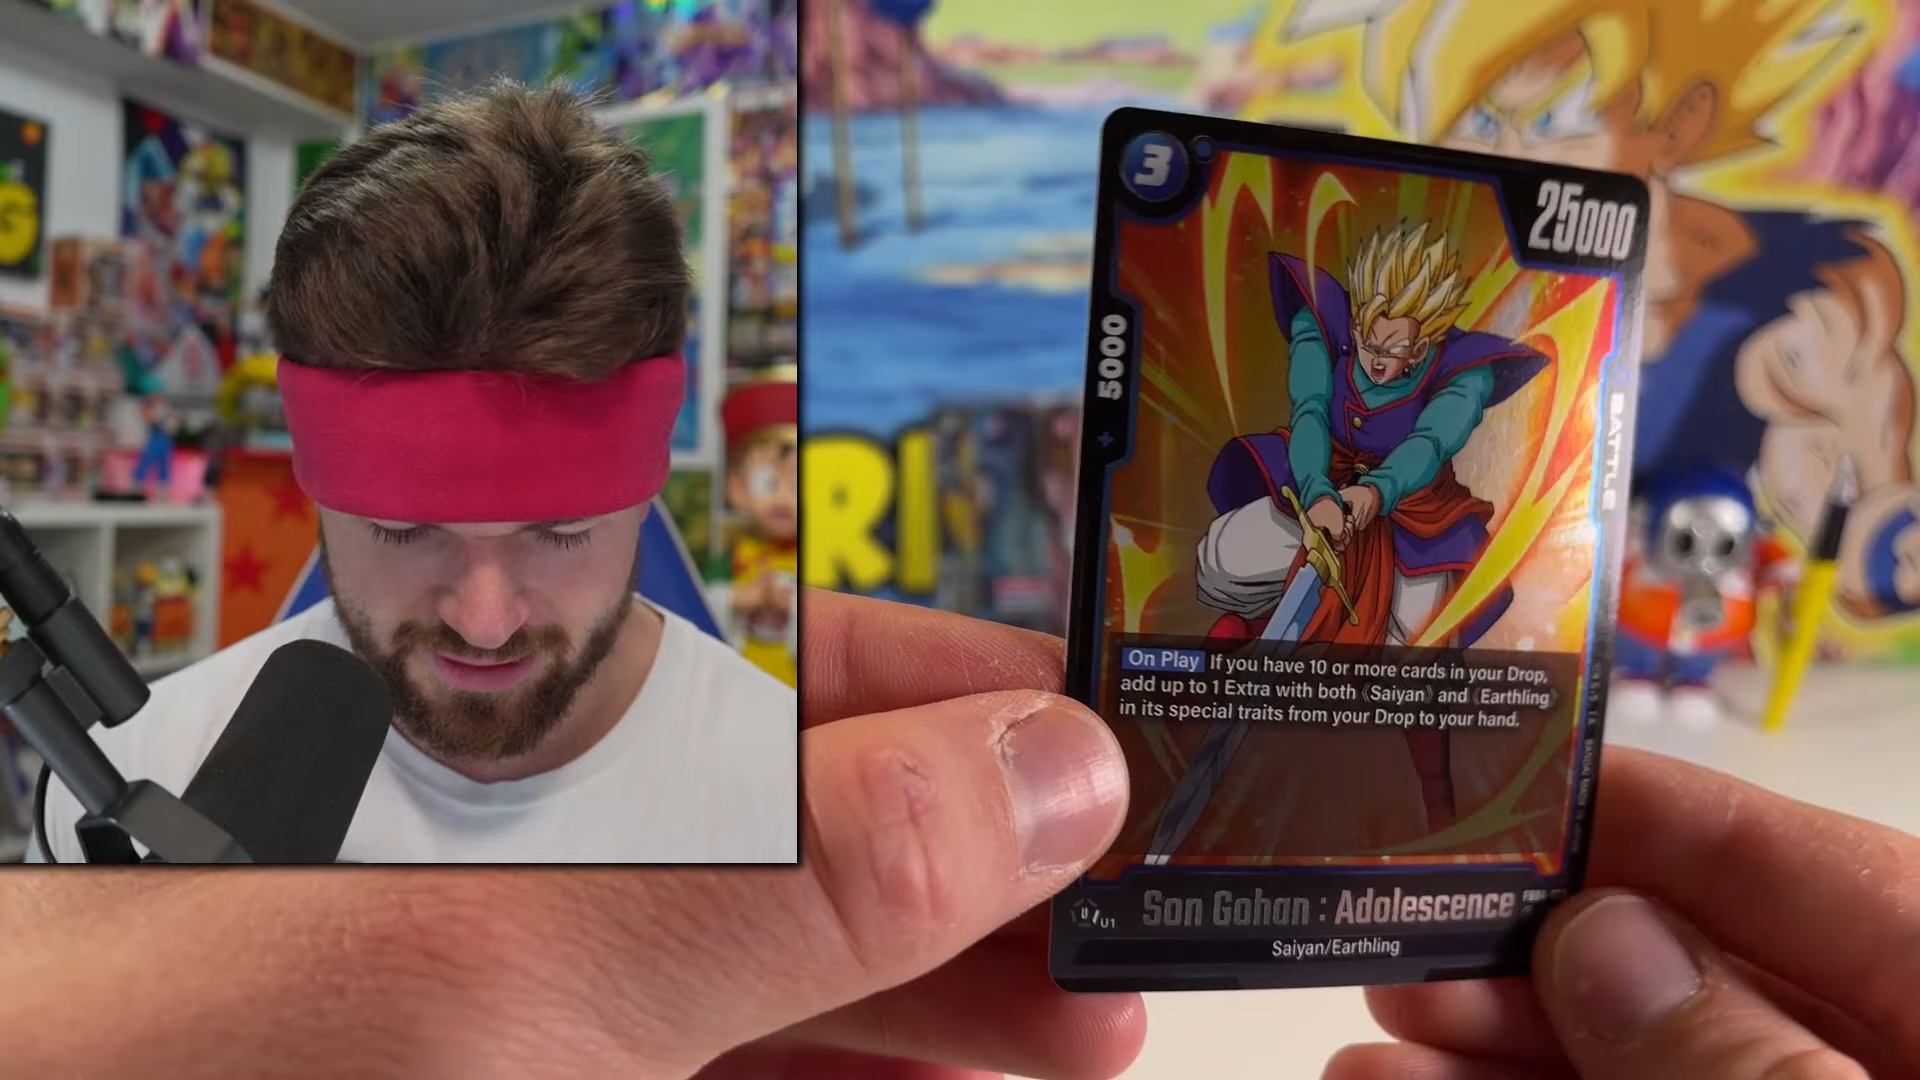 G
RI
3
25000
5000
BATTLE
On Play If you have 10 or more cards in your Drop,
add up to 1 Extra with both 《Saiyan》 and 《Earthling》
in its special traits from your Drop to your hand.
U/U1
Son Gohan : Adolescence
Saiyan/Earthling